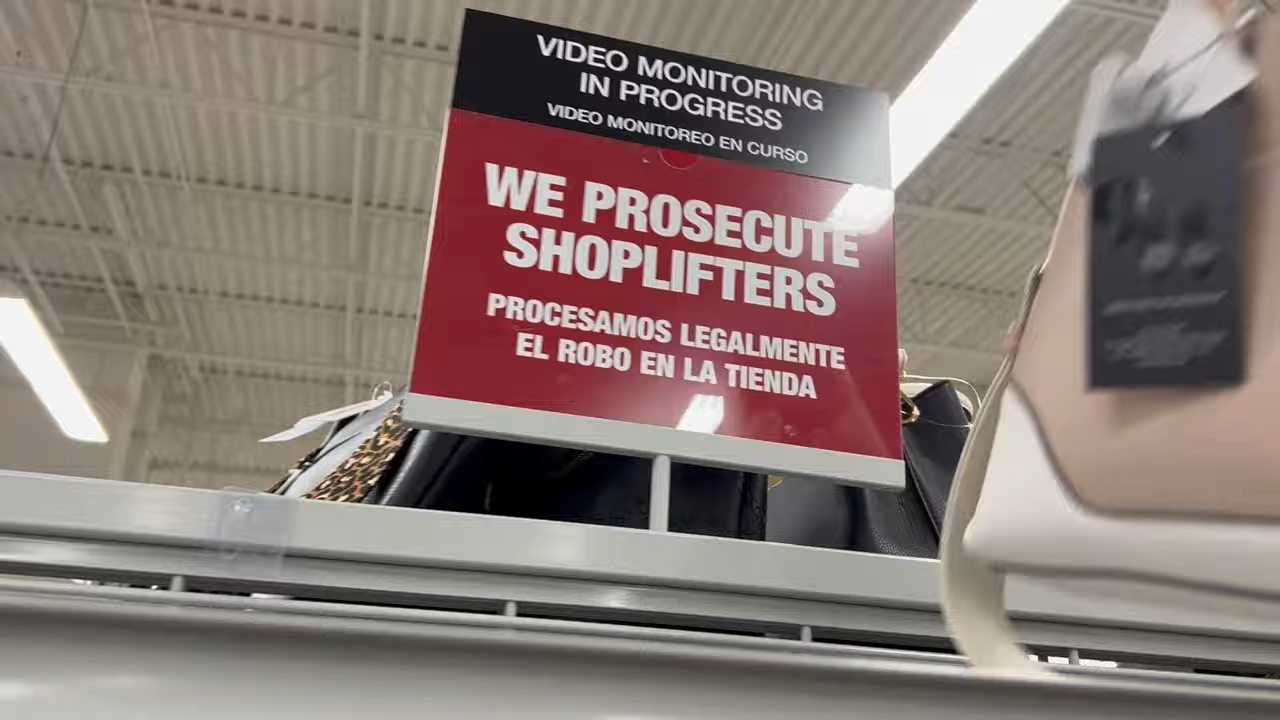 VIDEO MONITORING
IN PROGRESS
VIDEO MONITOREO EN CURSO
WE PROSECUTE
SHOPLIFTERS
PROCESAMOS LEGALMENTE
EL ROBO EN LA TIENDA